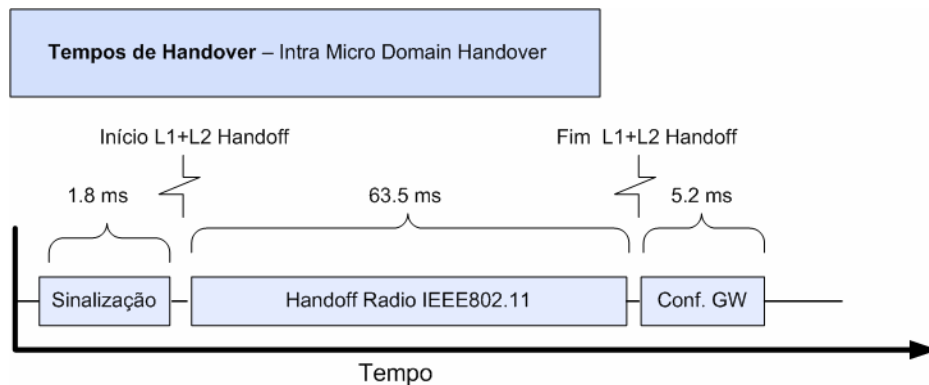 Tempos de Handover – Intra Micro Domain Handover
Início L1+L2 Handoff
Fim L1+L2 Handoff
1.8 ms
63.5 ms
5.2 ms
Sinalização
Handoff Radio IEEE802.11
Conf. GW
Tempo